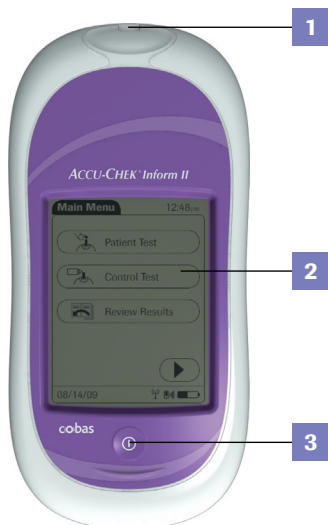 1
ACCU-CHEK® Inform II
Main Menu 12:48pm
Patient Test
Control Test
2
Review Results
08/14/09
cobas
3